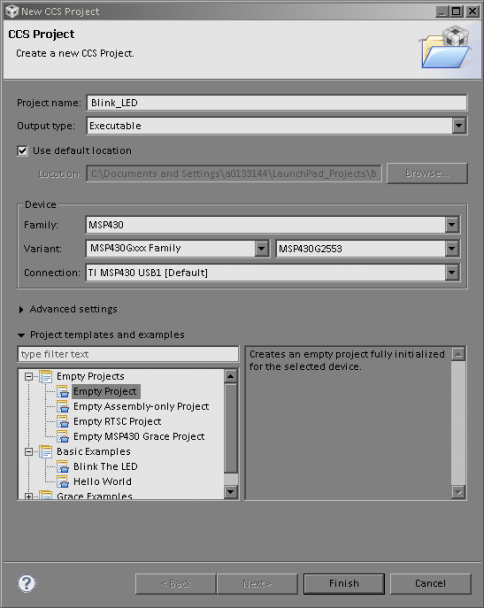 New CCS Project
CCS Project
Create a new CCS Project.
Project name: Blink_LED
Output type: Executable
Use default location
Location: C:\Documents and Settings\a0133144\LaunchPad_Projects\B Browse...
Device
Family: MSP430
Variant: MSP430Gxxx Family MSP430G2553
Connection: TI MSP430 USB1 [Default]
Advanced settings
Project templates and examples
type filter text
Creates an empty project fully initialized
for the selected device.
Empty Projects
Empty Project
Empty Assembly-only Project
Empty RTSC Project
Empty MSP430 Grace Project
Basic Examples
Blink The LED
Hello World
Grace Examples
? < Back Next > Finish Cancel